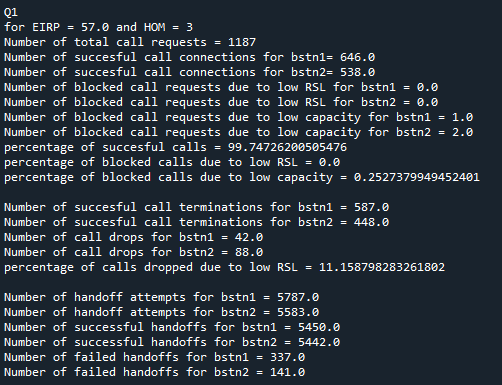 Q1
for EIRP = 57.0 and HOM = 3
Number of total call requests = 1187
Number of succesful call connections for bstn1= 646.0
Number of succesful call connections for bstn2= 538.0
Number of blocked call requests due to low RSL for bstn1 = 0.0
Number of blocked call requests due to low RSL for bstn2 = 0.0
Number of blocked call requests due to low capacity for bstn1 = 1.0
Number of blocked call requests due to low capacity for bstn2 = 2.0
percentage of succesful calls = 99.74726200505476
percentage of blocked calls due to low RSL = 0.0
percentage of blocked calls due to low capacity = 0.2527379949452401
Number of succesful call terminations for bstn1 = 587.0
Number of succesful call terminations for bstn2 = 448.0
Number of call drops for bstn1 = 42.0
Number of call drops for bstn2 = 88.0
percentage of calls dropped due to low RSL = 11.158798283261802
Number of handoff attempts for bstn1 = 5787.0
Number of handoff attempts for bstn2 = 5583.0
Number of successful handoffs for bstn1 = 5450.0
Number of successful handoffs for bstn2 = 5442.0
Number of failed handoffs for bstn1 = 337.0
Number of failed handoffs for bstn2 = 141.0